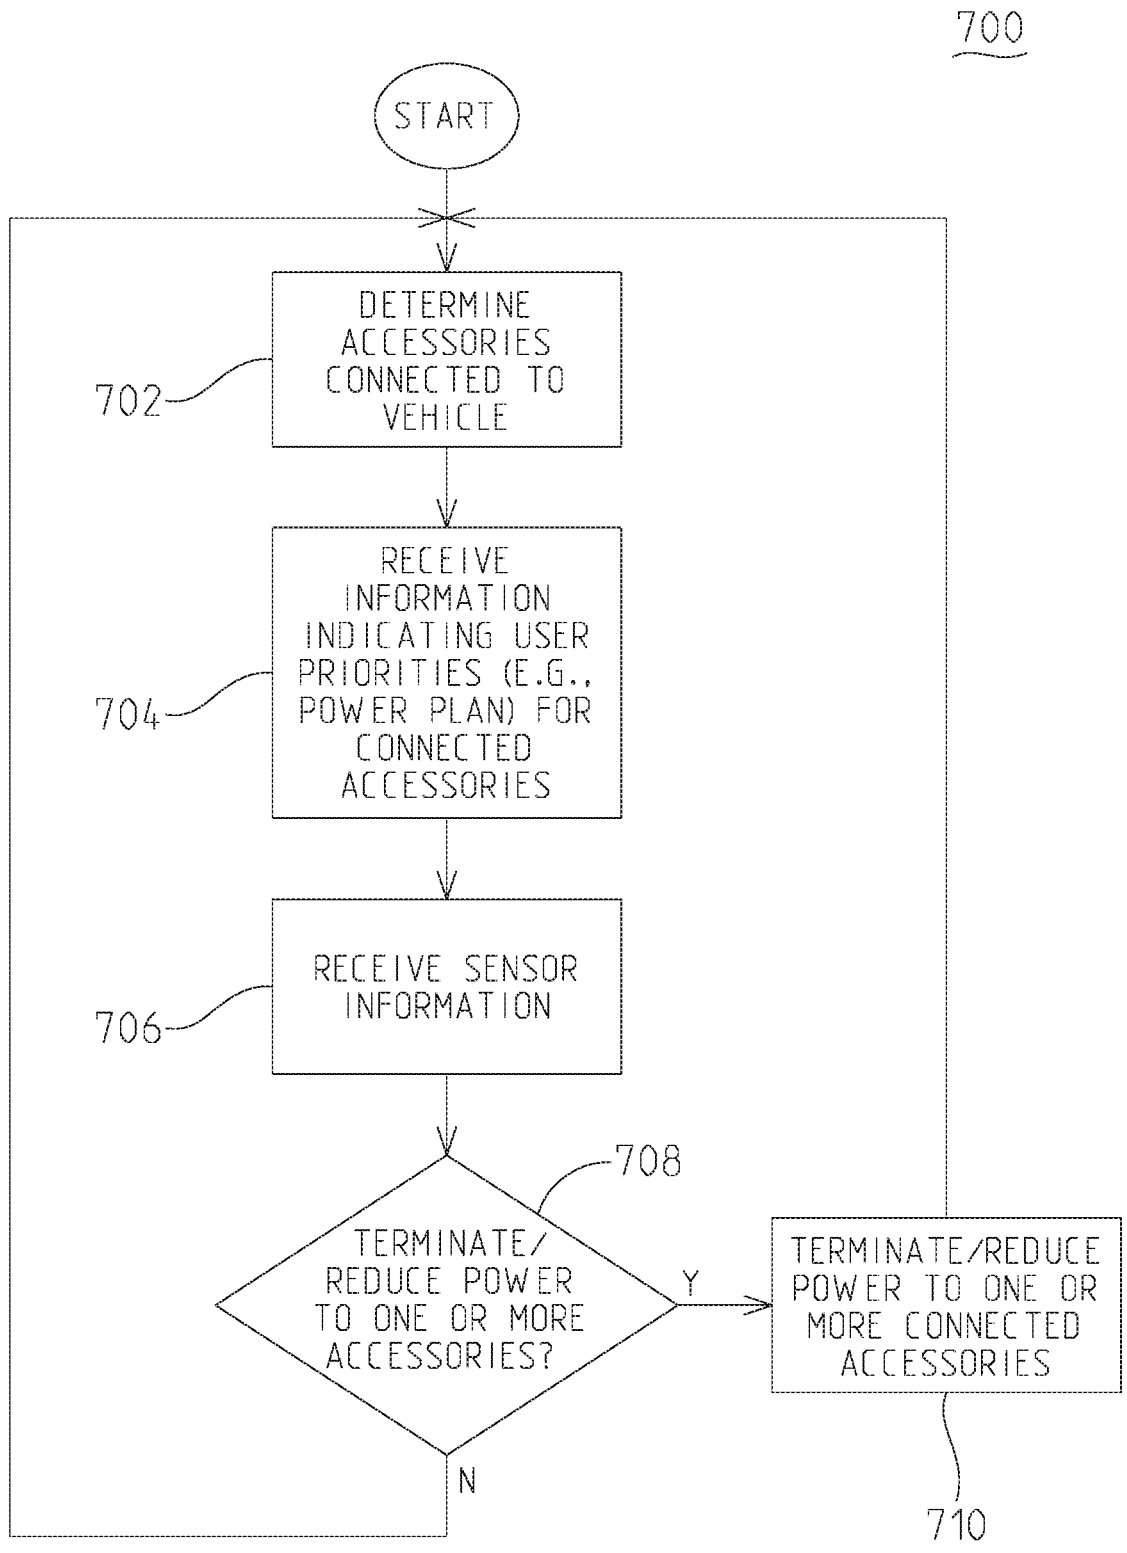 700
START
DETERMINE
ACCESSORIES
CONNECTED TO
VEHICLE
702
RECEIVE
INFORMATION
INDICATING USER
PRIORITIES (E.G.,
POWER PLAN) FOR
CONNECTED
ACCESSORIES
704
RECEIVE SENSOR
INFORMATION
706
708
TERMINATE/
REDUCE POWER
TO ONE OR MORE
ACCESSORIES?
Y
N
TERMINATE/REDUCE
POWER TO ONE OR
MORE CONNECTED
ACCESSORIES
710